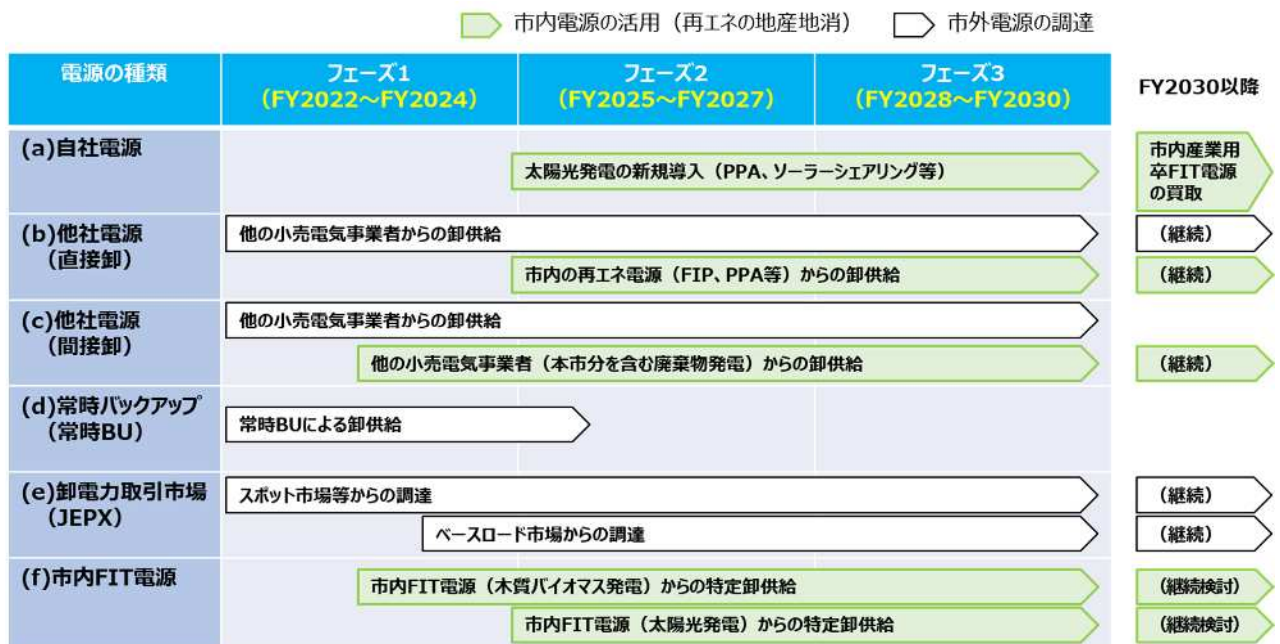 市内電源の活用（再エネの地産地消） 市外電源の調達
電源の種類 フェーズ1 フェーズ2 フェーズ3 FY2030以降
（FY2022～FY2024） （FY2025～FY2027） （FY2028～FY2030）
(a)自社電源
太陽光発電の新規導入（PPA、ソーラーシェアリング等）
市内産業用
卒FIT電源
の買取
(b)他社電源
（直接卸）
他の小売電気事業者からの卸供給 （継続）
市内の再エネ電源（FIP、PPA等）からの卸供給 （継続）
(c)他社電源
（間接卸）
他の小売電気事業者からの卸供給
他の小売電気事業者（本市分を含む廃棄物発電）からの卸供給 （継続）
(d)常時バックアップ
（常時BU）
常時BUによる卸供給
(e)卸電力取引市場
（JEPX）
スポット市場等からの調達 （継続）
ベースロード市場からの調達 （継続）
(f)市内FIT電源
市内FIT電源（木質バイオマス発電）からの特定卸供給 （継続検討）
市内FIT電源（太陽光発電）からの特定卸供給 （継続検討）